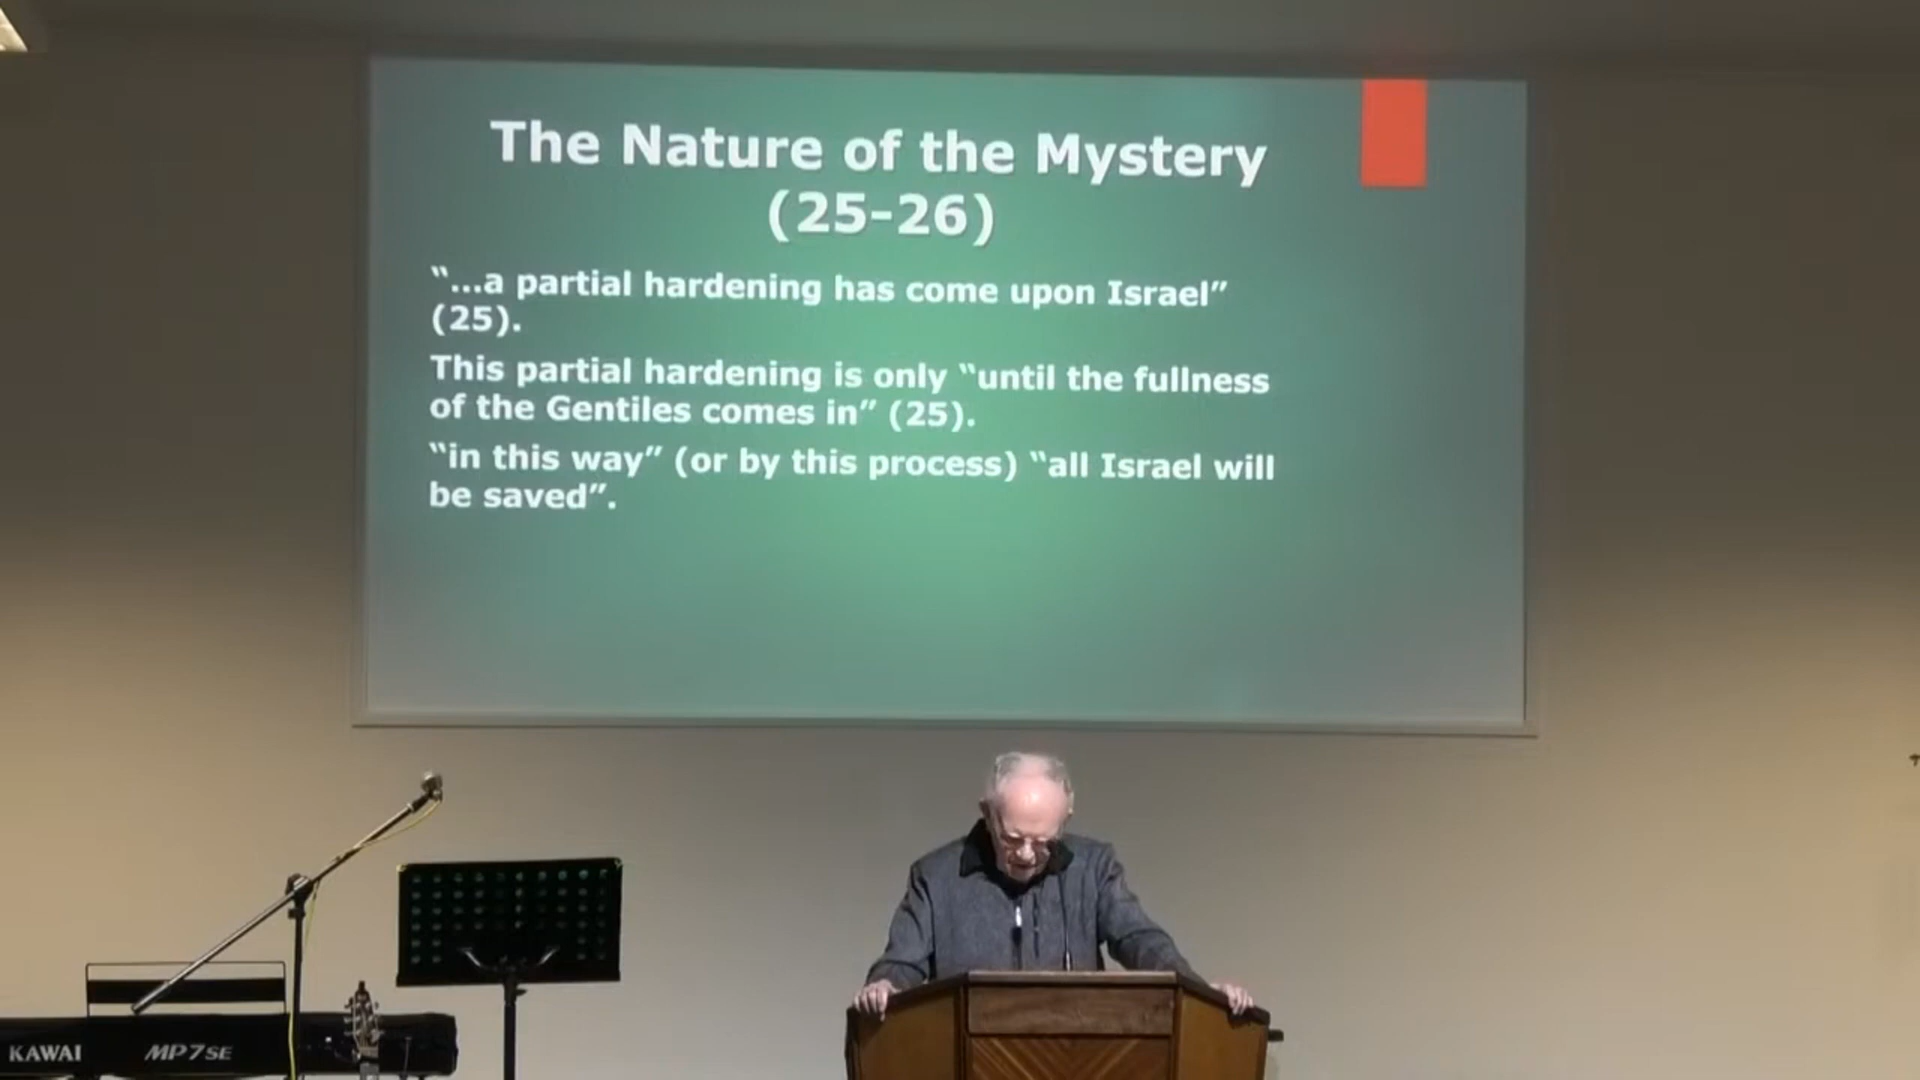 The Nature of the Mystery
(25-26)
“...a partial hardening has come upon Israel”
(25).
This partial hardening is only “until the fullness
of the Gentiles comes in” (25).
“in this way” (or by this process) “all Israel will
be saved”.
KAWAI MP7SE